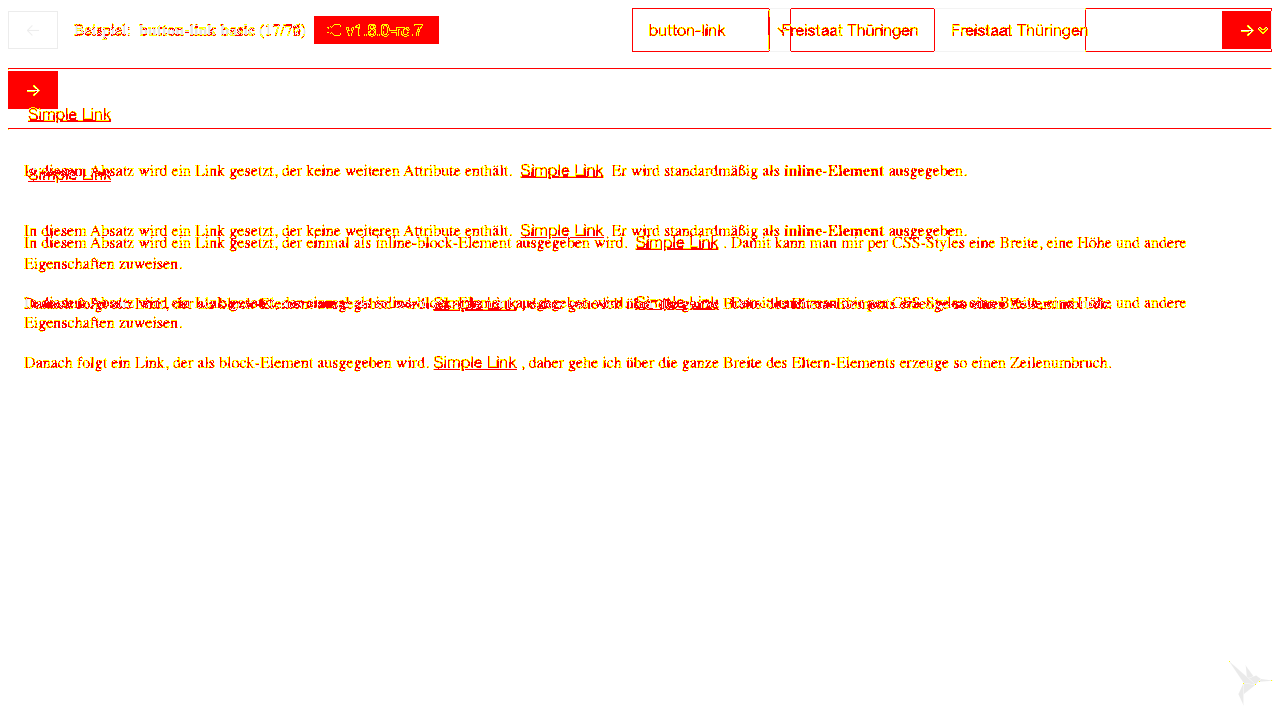 Beispiel: button-link basic (17/76) v1.8.0-rc.7 button-link Freistaat Thüringen Freistaat Thüringen
Simple Link
In diesem Absatz wird ein Link gesetzt, der keine weiteren Attribute enthält. Simple Link Er wird standardmäßig als inline-Element ausgegeben.
Simple Link
In diesem Absatz wird ein Link gesetzt, der keine weiteren Attribute enthält. Simple Link Er wird standardmäßig als inline-Element ausgegeben.
In diesem Absatz wird ein Link gesetzt, der einmal als inline-block-Element ausgegeben wird. Simple Link . Damit kann man mir per CSS-Styles eine Breite, eine Höhe und andere
Eigenschaften zuweisen.
Simple Link Simple Link Höhe und andere
Eigenschaften zuweisen.
Danach folgt ein Link, der als block-Element ausgegeben wird. Simple Link , daher gehe ich über die ganze Breite des Eltern-Elements erzeuge so einen Zeilenumbruch.